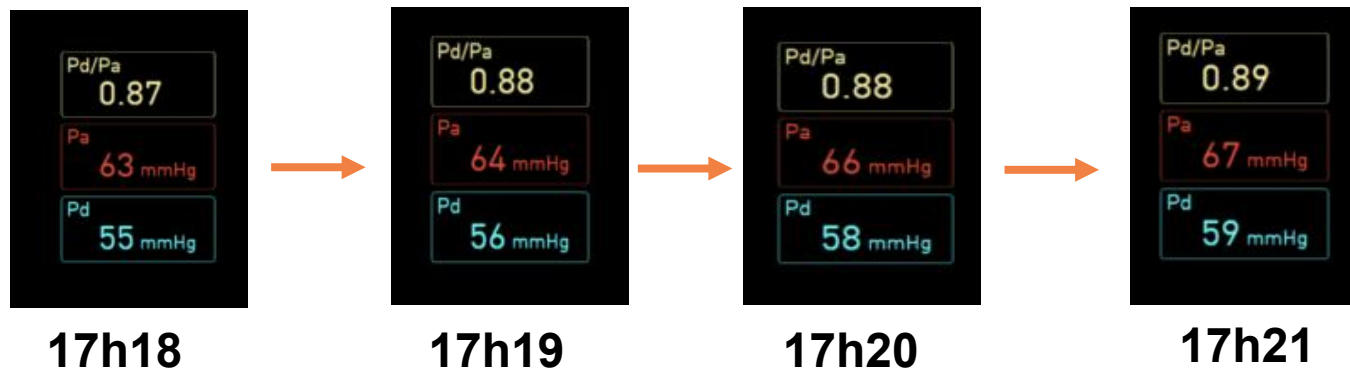 Pd/Pa
0.87
Pa
63 mmHg
Pd
55 mmHg
17h18
Pd/Pa
0.88
Pa
64 mmHg
Pd
56 mmHg
17h19
Pd/Pa
0.88
Pa
66 mmHg
Pd
58 mmHg
17h20
Pd/Pa
0.89
Pa
67 mmHg
Pd
59 mmHg
17h21